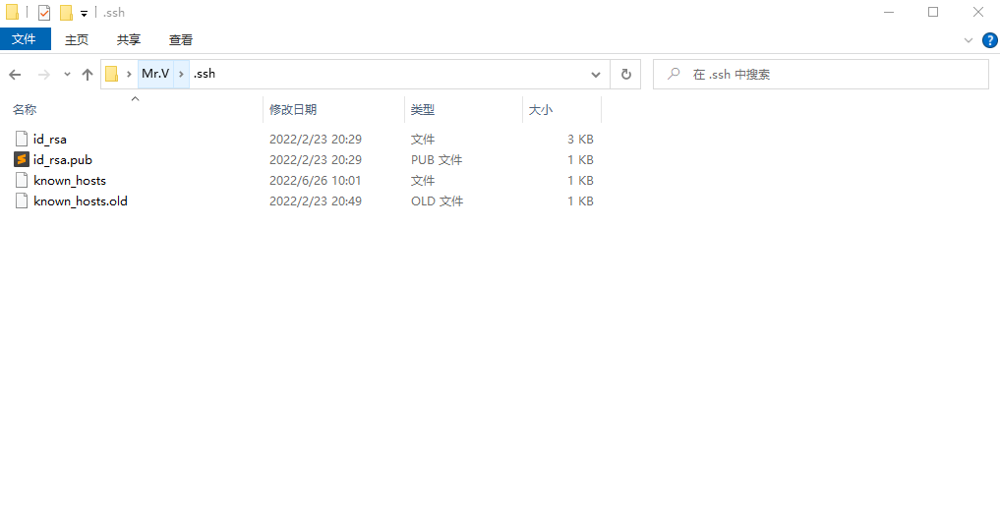 .ssh
文件 主页 共享 查看
Mr.V .ssh 在 .ssh 中搜索
名称 修改日期 类型 大小
id_rsa 2022/2/23 20:29 文件 3 KB
id_rsa.pub 2022/2/23 20:29 PUB 文件 1 KB
known_hosts 2022/6/26 10:01 文件 1 KB
known_hosts.old 2022/2/23 20:49 OLD 文件 1 KB